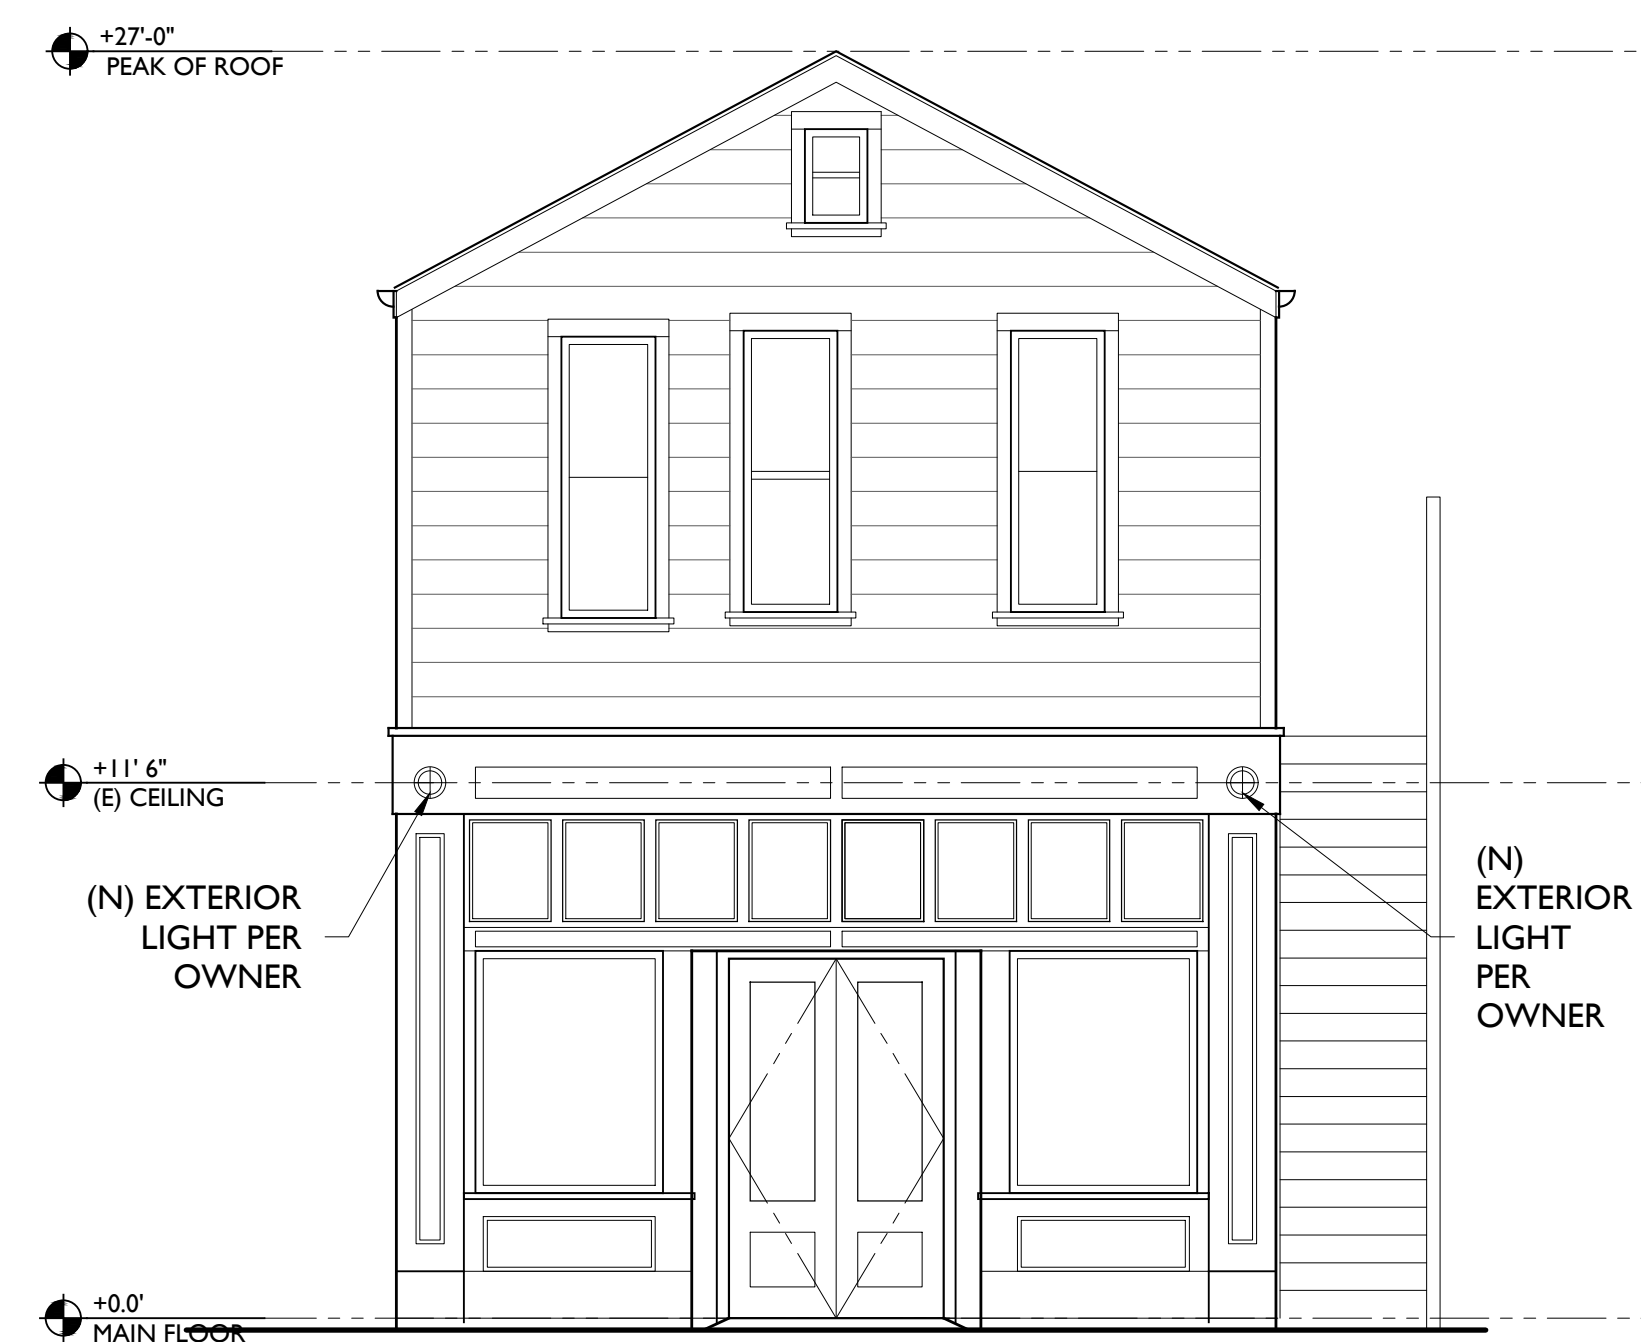 +27'-0"
PEAK OF ROOF
+11' 6"
(E) CEILING
(N) EXTERIOR
LIGHT PER
OWNER
(N)
EXTERIOR
LIGHT
PER
OWNER
+0.0'
MAIN FLOOR